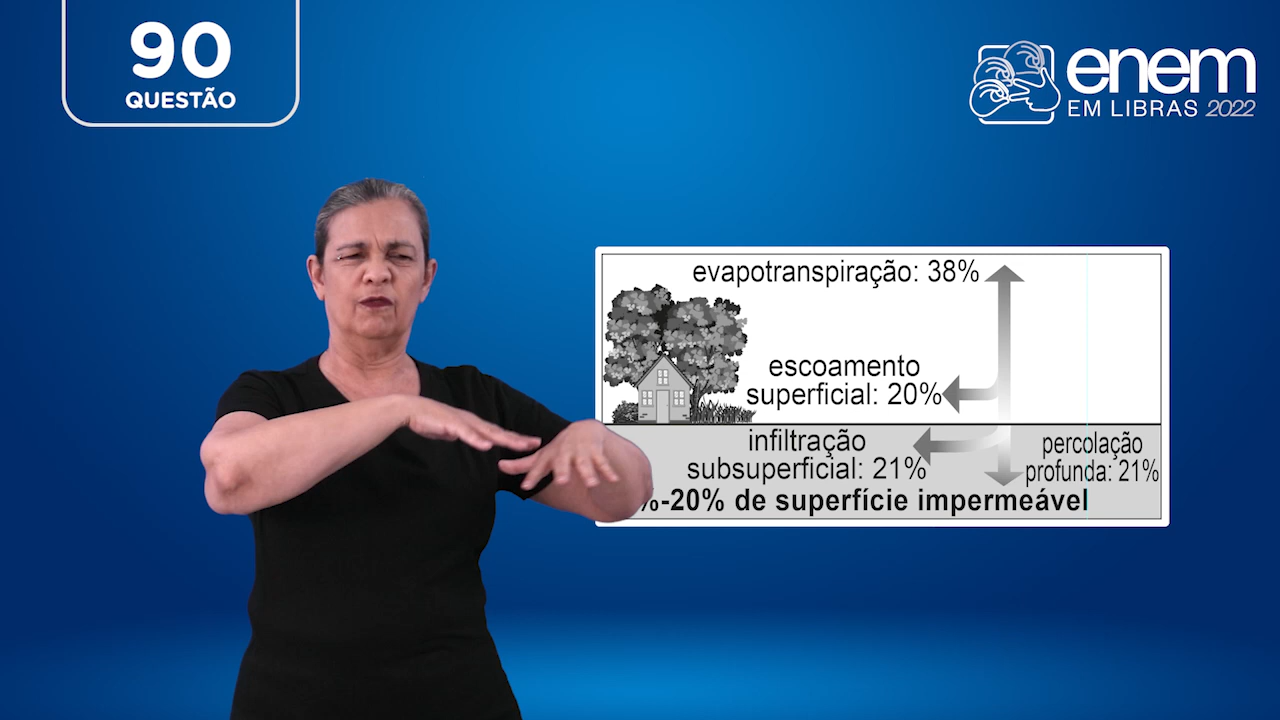 90
QUESTÃO
enem
EM LIBRAS 2022
evapotranspiração: 38%
escoamento
superficial: 20%
infiltração
subsuperficial: 21%
percolação
profunda: 21%
%-20% de superfície impermeável